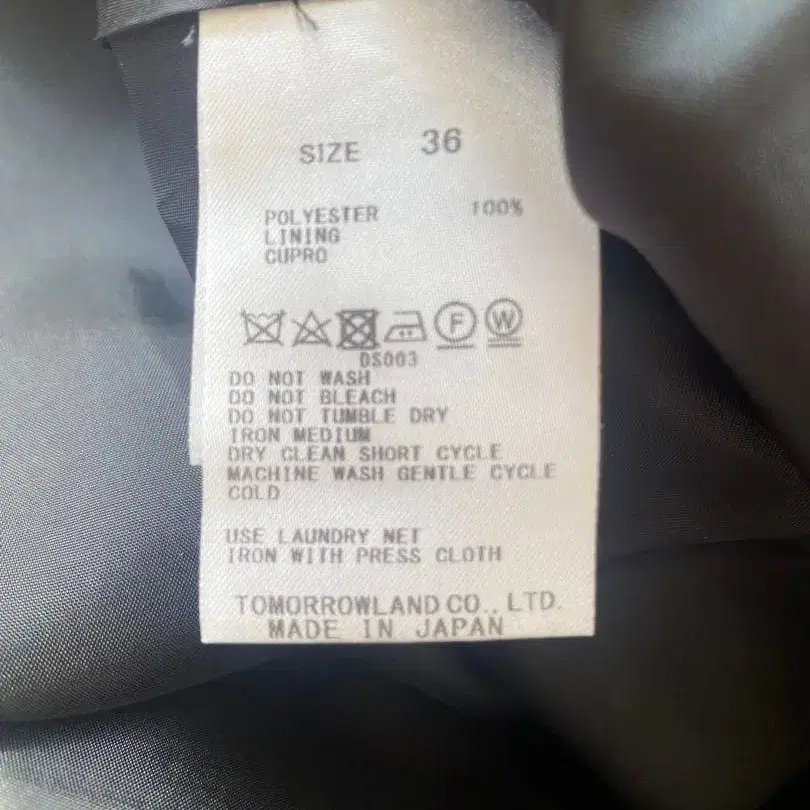 SIZE 36
POLYESTER 100%
LINING
CUPRO
F W
DS003
DO NOT WASH
DO NOT BLEACH
DO NOT TUMBLE DRY
IRON MEDIUM
DRY CLEAN SHORT CYCLE
MACHINE WASH GENTLE CYCLE
COLD
USE LAUNDRY NET
IRON WITH PRESS CLOTH
TOMORROWLAND CO., LTD.
MADE IN JAPAN